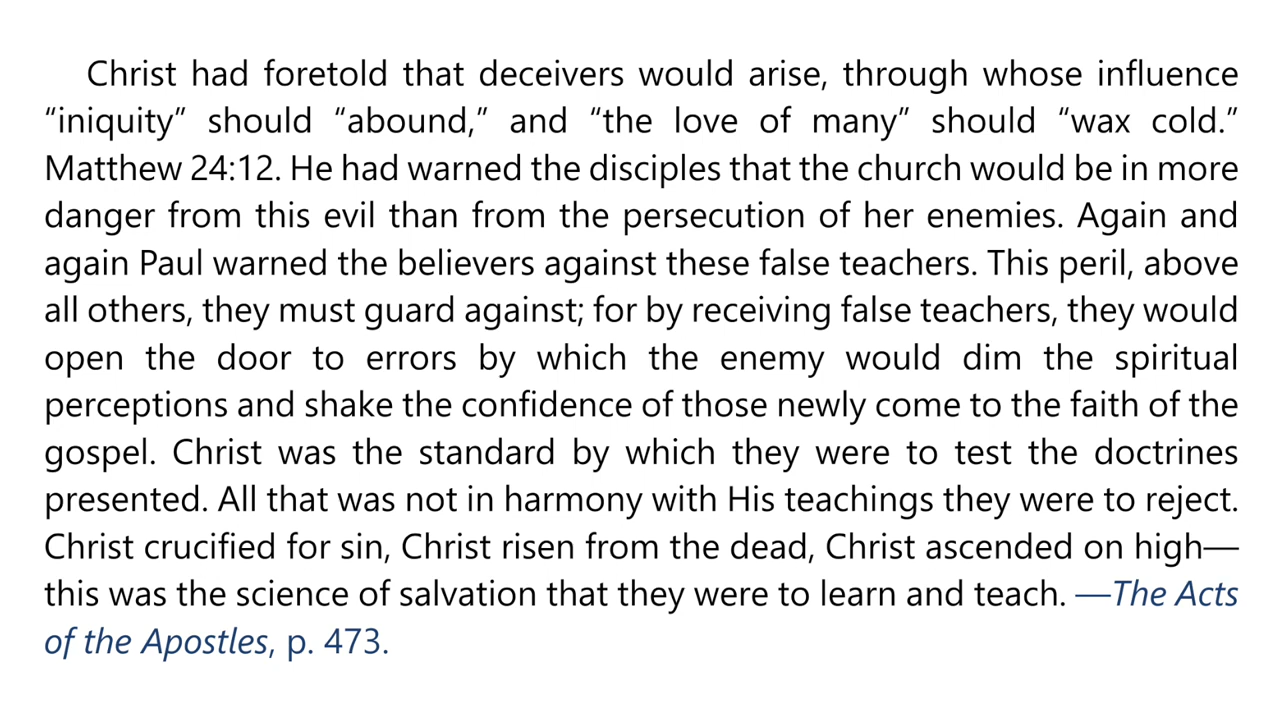 Christ had foretold that deceivers would arise, through whose influence
“iniquity” should “abound,” and “the love of many” should “wax cold.”
Matthew 24:12. He had warned the disciples that the church would be in more
danger from this evil than from the persecution of her enemies. Again and
again Paul warned the believers against these false teachers. This peril, above
all others, they must guard against; for by receiving false teachers, they would
open the door to errors by which the enemy would dim the spiritual
perceptions and shake the confidence of those newly come to the faith of the
gospel. Christ was the standard by which they were to test the doctrines
presented. All that was not in harmony with His teachings they were to reject.
Christ crucified for sin, Christ risen from the dead, Christ ascended on high—
this was the science of salvation that they were to learn and teach. —The Acts
of the Apostles, p. 473.